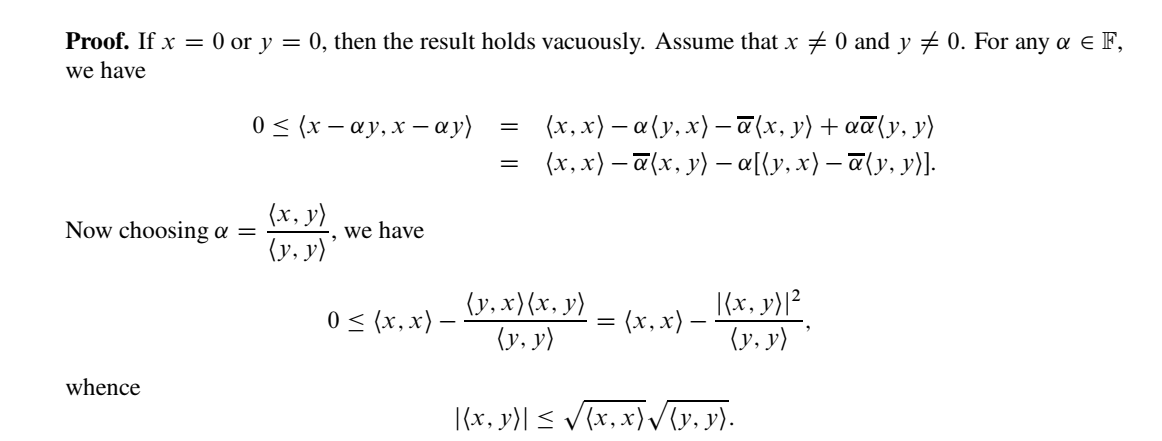 Proof. If x = 0 or y = 0, then the result holds vacuously. Assume that x ≠ 0 and y ≠ 0. For any α ∈ 𝔽,
we have
0 ≤ ⟨x − αy, x − αy⟩ = ⟨x, x⟩ − α⟨y, x⟩ − α̅⟨x, y⟩ + αα̅⟨y, y⟩
= ⟨x, x⟩ − α̅⟨x, y⟩ − α[⟨y, x⟩ − α̅⟨y, y⟩].
Now choosing α = ⟨x, y⟩/⟨y, y⟩, we have
0 ≤ ⟨x, x⟩ − ⟨y, x⟩⟨x, y⟩/⟨y, y⟩ = ⟨x, x⟩ − |⟨x, y⟩|²/⟨y, y⟩,
whence
|⟨x, y⟩| ≤ √⟨x, x⟩√⟨y, y⟩.